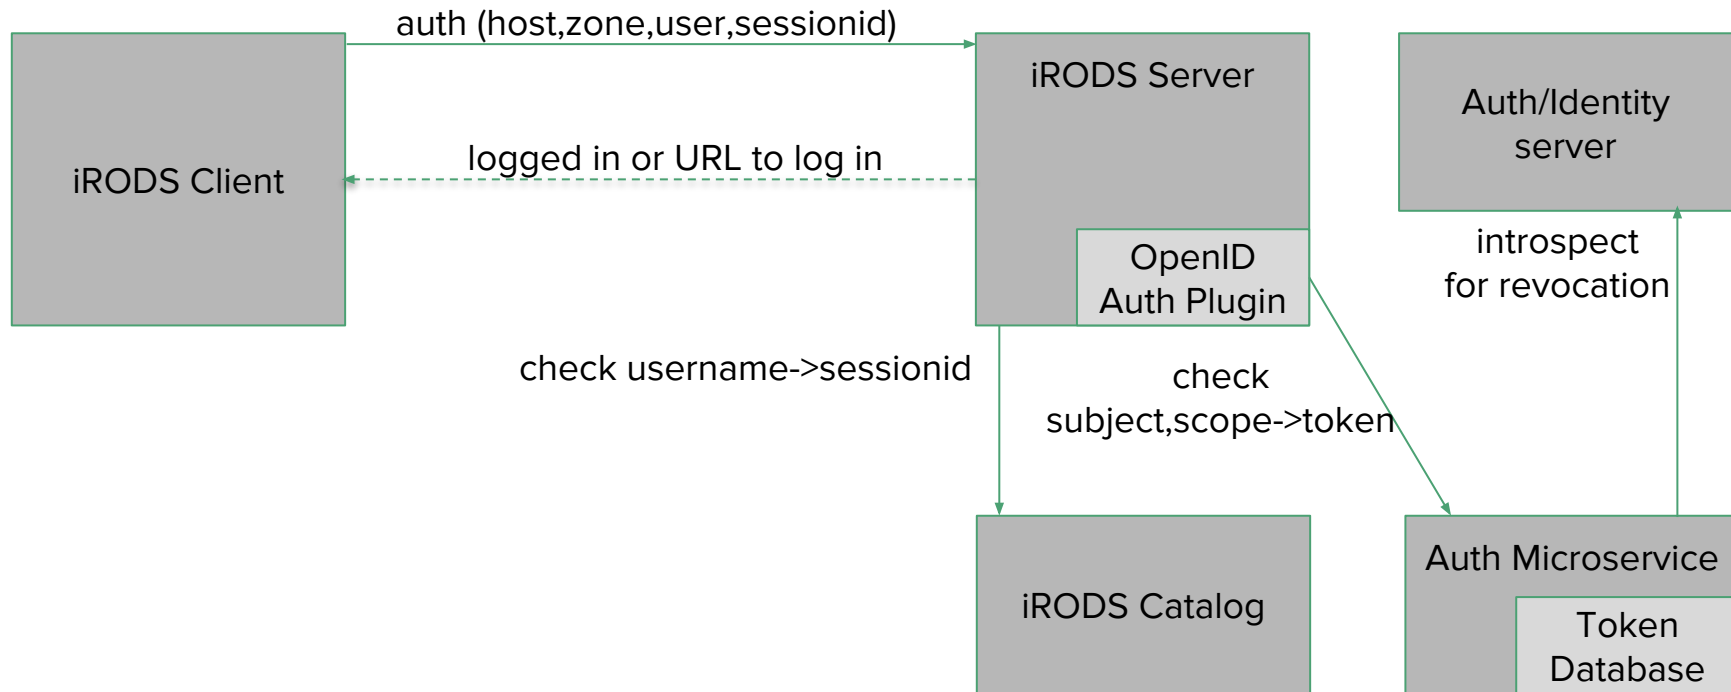 auth (host,zone,user,sessionid)
iRODS Client
logged in or URL to log in
iRODS Server
OpenID
Auth Plugin
Auth/Identity
server
introspect
for revocation
check username->sessionid
check
subject,scope->token
iRODS Catalog
Auth Microservice
Token
Database